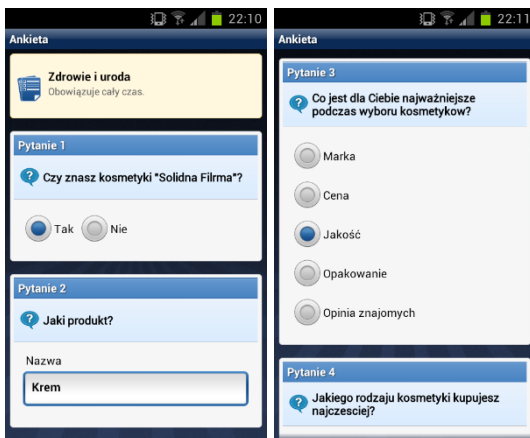 22:10
Ankieta
Zdrowie i uroda
Obowiązuje cały czas.
Pytanie 1
Czy znasz kosmetyki "Solidna Filrma"?
Tak Nie
Pytanie 2
Jaki produkt?
Nazwa
Krem
22:11
Ankieta
Pytanie 3
Co jest dla Ciebie najważniejsze
podczas wyboru kosmetykow?
Marka
Cena
Jakość
Opakowanie
Opinia znajomych
Pytanie 4
Jakiego rodzaju kosmetyki kupujesz
najczesciej?